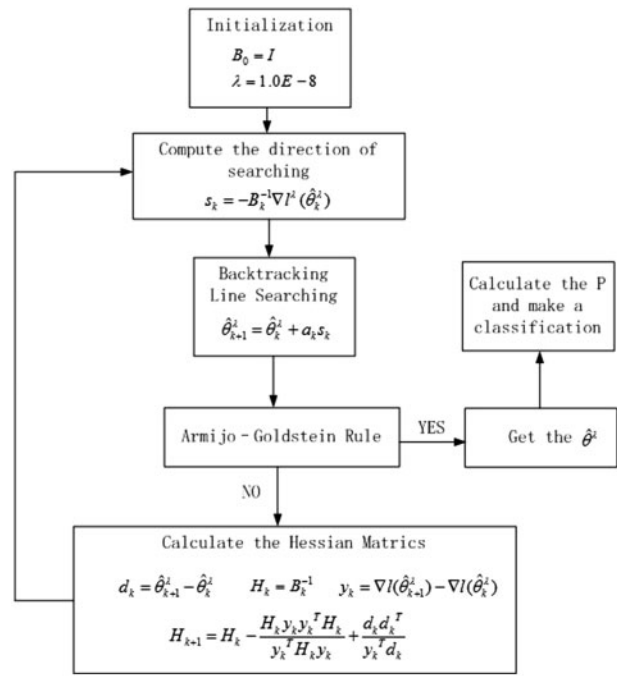 Initialization
B₀ = I
λ = 1.0E − 8
Compute the direction of
searching
s_k = −B_k^{-1}∇l^λ(θ̂_k^λ)
Backtracking
Line Searching
θ̂_{k+1}^λ = θ̂_k^λ + a_k s_k
Calculate the P
and make a
classification
Armijo-Goldstein Rule
YES
Get the θ̂^λ
NO
Calculate the Hessian Matrics
d_k = θ̂_{k+1}^λ − θ̂_k^λ H_k = B_k^{-1} y_k = ∇l(θ̂_{k+1}^λ) − ∇l(θ̂_k^λ)
H_{k+1} = H_k − \frac{H_k y_k y_k^T H_k}{y_k^T H_k y_k} + \frac{d_k d_k^T}{y_k^T d_k}